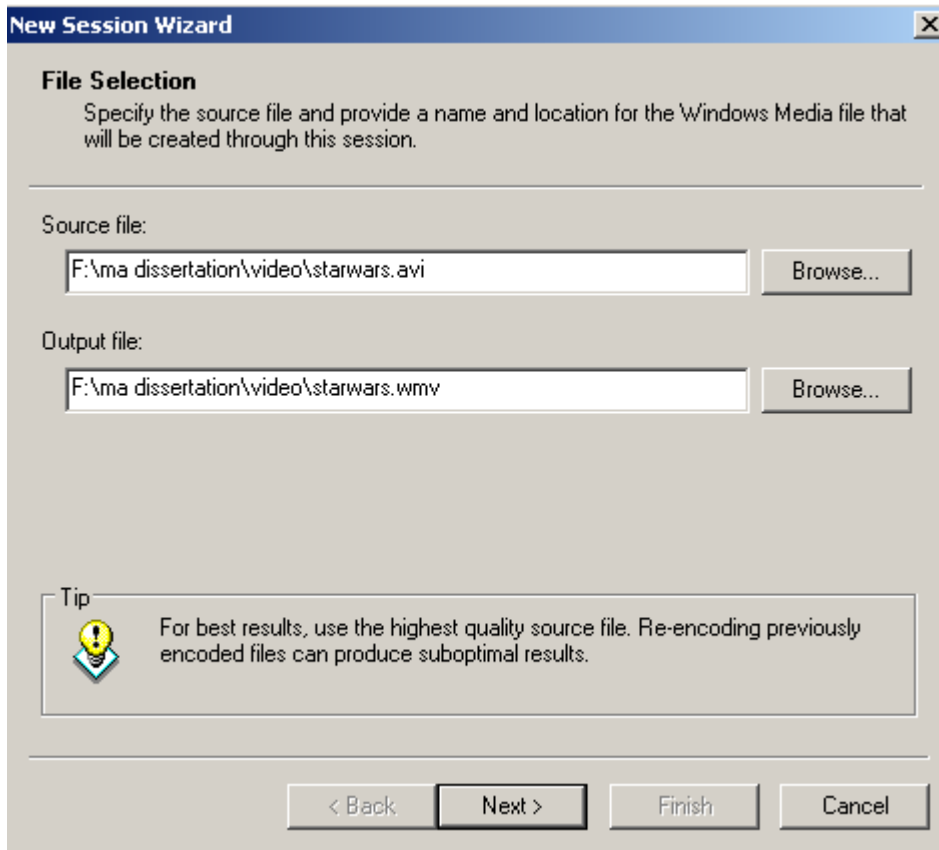 New Session Wizard
File Selection
Specify the source file and provide a name and location for the Windows Media file that
will be created through this session.
Source file:
F:\ma dissertation\video\starwars.avi
Browse...
Output file:
F:\ma dissertation\video\starwars.wmv
Browse...
Tip
For best results, use the highest quality source file. Re-encoding previously
encoded files can produce suboptimal results.
< Back
Next >
Finish
Cancel